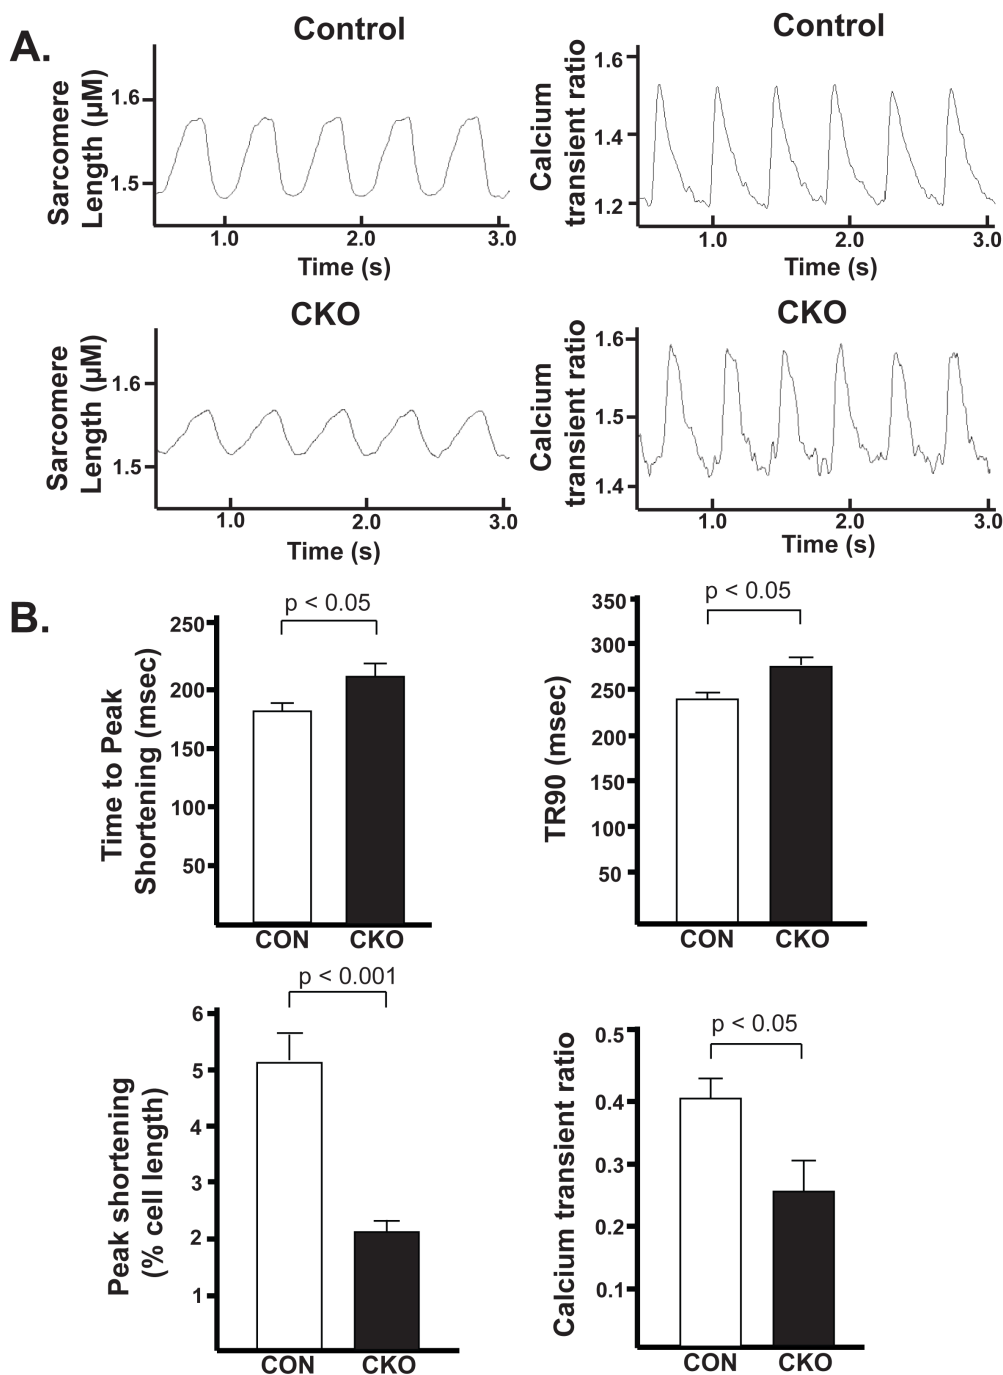 A.
Control
Sarcomere
Length (µM)
1.6
1.5
1.0
2.0
3.0
Time (s)
Control
Calcium
transient ratio
1.6
1.4
1.2
1.0
2.0
3.0
Time (s)
CKO
Sarcomere
Length (µM)
1.6
1.5
1.0
2.0
3.0
Time (s)
CKO
Calcium
transient ratio
1.6
1.5
1.4
1.0
2.0
3.0
Time (s)
B.
p < 0.05
Time to Peak
Shortening (msec)
250
200
150
100
50
CON
CKO
p < 0.05
TR90 (msec)
350
300
250
200
150
100
50
CON
CKO
p < 0.001
Peak shortening
(% cell length)
6
5
4
3
2
1
CON
CKO
p < 0.05
Calcium transient ratio
0.5
0.4
0.3
0.2
0.1
CON
CKO